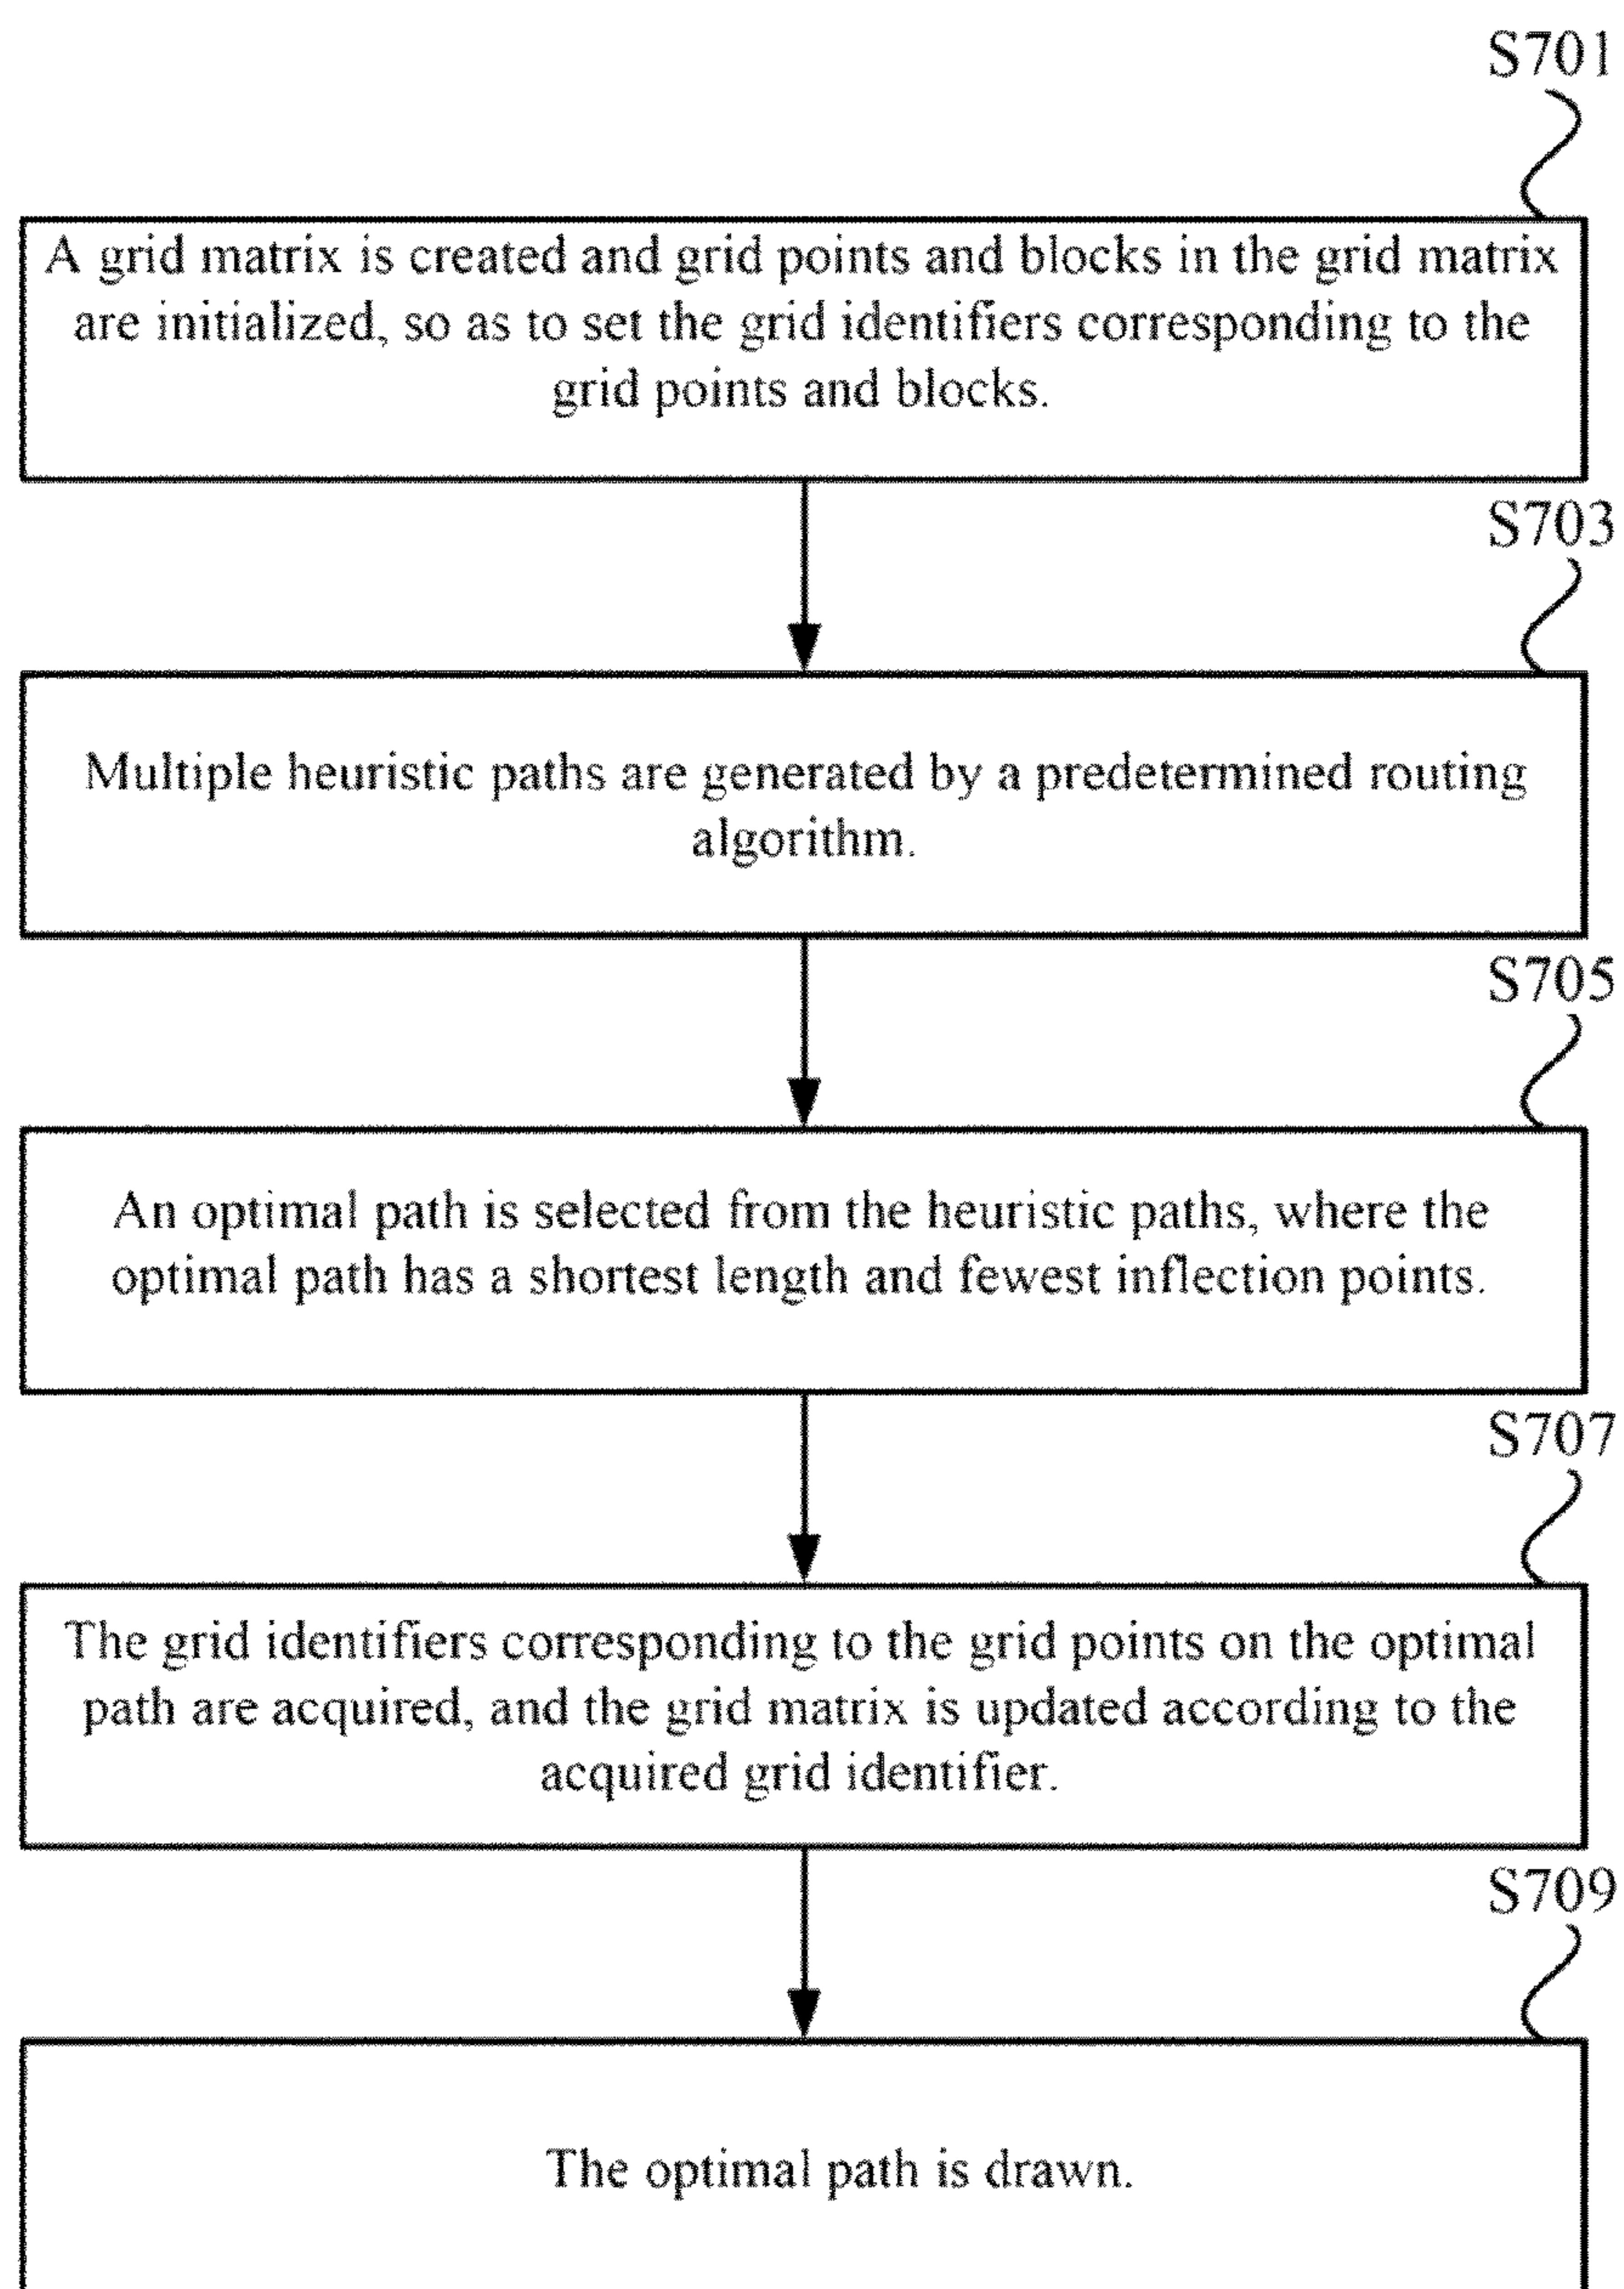 S701
A grid matrix is created and grid points and blocks in the grid matrix
are initialized, so as to set the grid identifiers corresponding to the
grid points and blocks.
S703
Multiple heuristic paths are generated by a predetermined routing
algorithm.
S705
An optimal path is selected from the heuristic paths, where the
optimal path has a shortest length and fewest inflection points.
S707
The grid identifiers corresponding to the grid points on the optimal
path are acquired, and the grid matrix is updated according to the
acquired grid identifier.
S709
The optimal path is drawn.